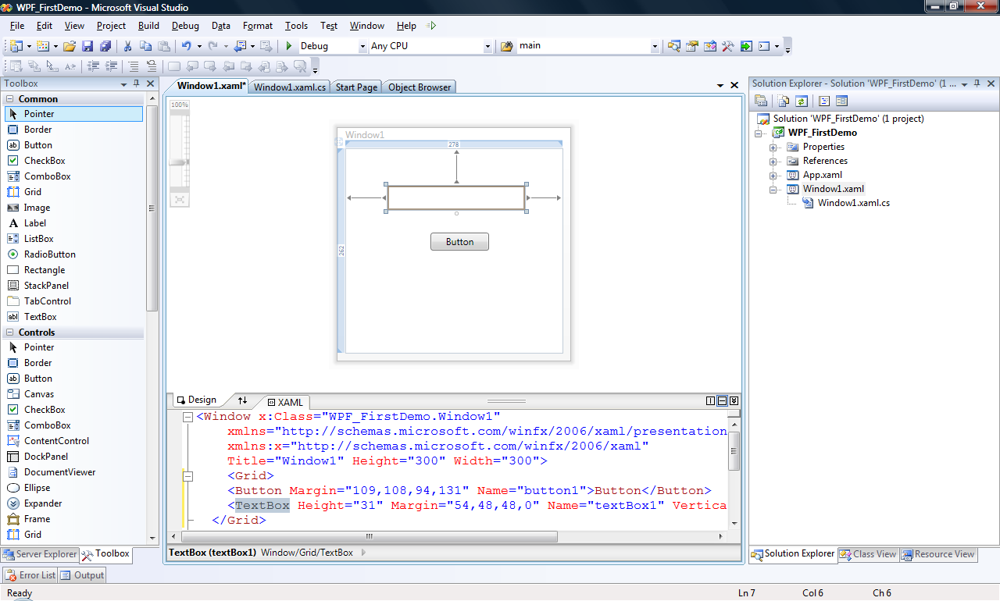 WPF_FirstDemo - Microsoft Visual Studio
File Edit View Project Build Debug Data Format Tools Test Window Help
Debug Any CPU main
Toolbox
Common
Pointer
Border
Button
CheckBox
ComboBox
Grid
Image
Label
ListBox
RadioButton
Rectangle
StackPanel
TabControl
TextBox
Controls
Pointer
Border
Button
Canvas
CheckBox
ComboBox
ContentControl
DockPanel
DocumentViewer
Ellipse
Expander
Frame
Grid
Server Explorer Toolbox
Window1.xaml* Window1.xaml.cs Start Page Object Browser
100%
Window1
278
262
Button
Design XAML
<Window x:Class="WPF_FirstDemo.Window1"
xmlns="http://schemas.microsoft.com/winfx/2006/xaml/presentation
xmlns:x="http://schemas.microsoft.com/winfx/2006/xaml"
Title="Window1" Height="300" Width="300">
<Grid>
<Button Margin="109,108,94,131" Name="button1">Button</Button>
<TextBox Height="31" Margin="54,48,48,0" Name="textBox1" Vertica
</Grid>
TextBox (textBox1) Window/Grid/TextBox
Solution Explorer - Solution 'WPF_FirstDemo' (1 ...
Solution 'WPF_FirstDemo' (1 project)
WPF_FirstDemo
Properties
References
App.xaml
Window1.xaml
Window1.xaml.cs
Solution Explorer Class View Resource View
Error List Output
Ready Ln 7 Col 6 Ch 6